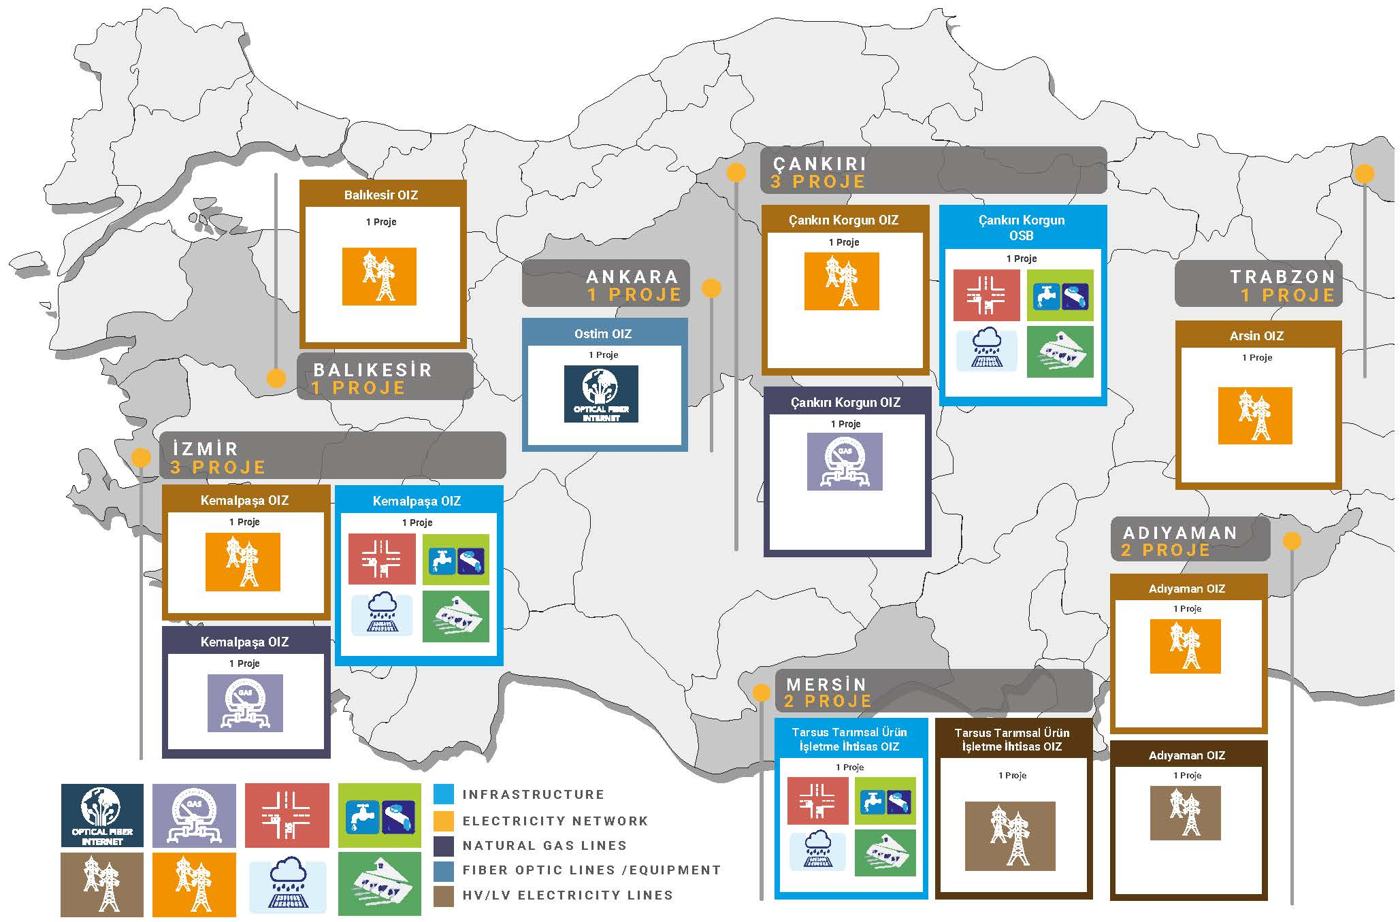 Balıkesir OIZ
1 Proje
BALIKESİR
1 PROJE
ANKARA
1 PROJE
Ostim OIZ
1 Proje
OPTICAL FIBER
INTERNET
ÇANKIRI
3 PROJE
Çankırı Korgun OIZ
1 Proje
Çankırı Korgun
OSB
1 Proje
Çankırı Korgun OIZ
1 Proje
GAS
TRABZON
1 PROJE
Arsin OIZ
1 Proje
İZMİR
3 PROJE
Kemalpaşa OIZ
1 Proje
Kemalpaşa OIZ
1 Proje
Kemalpaşa OIZ
1 Proje
GAS
ADIYAMAN
2 PROJE
Adıyaman OIZ
1 Proje
Adıyaman OIZ
1 Proje
MERSİN
2 PROJE
Tarsus Tarımsal Ürün
İşletme İhtisas OIZ
1 Proje
Tarsus Tarımsal Ürün
İşletme İhtisas OIZ
1 Proje
OPTICAL FIBER
INTERNET
GAS
INFRASTRUCTURE
ELECTRICITY NETWORK
NATURAL GAS LINES
FIBER OPTIC LINES /EQUIPMENT
HV/LV ELECTRICITY LINES